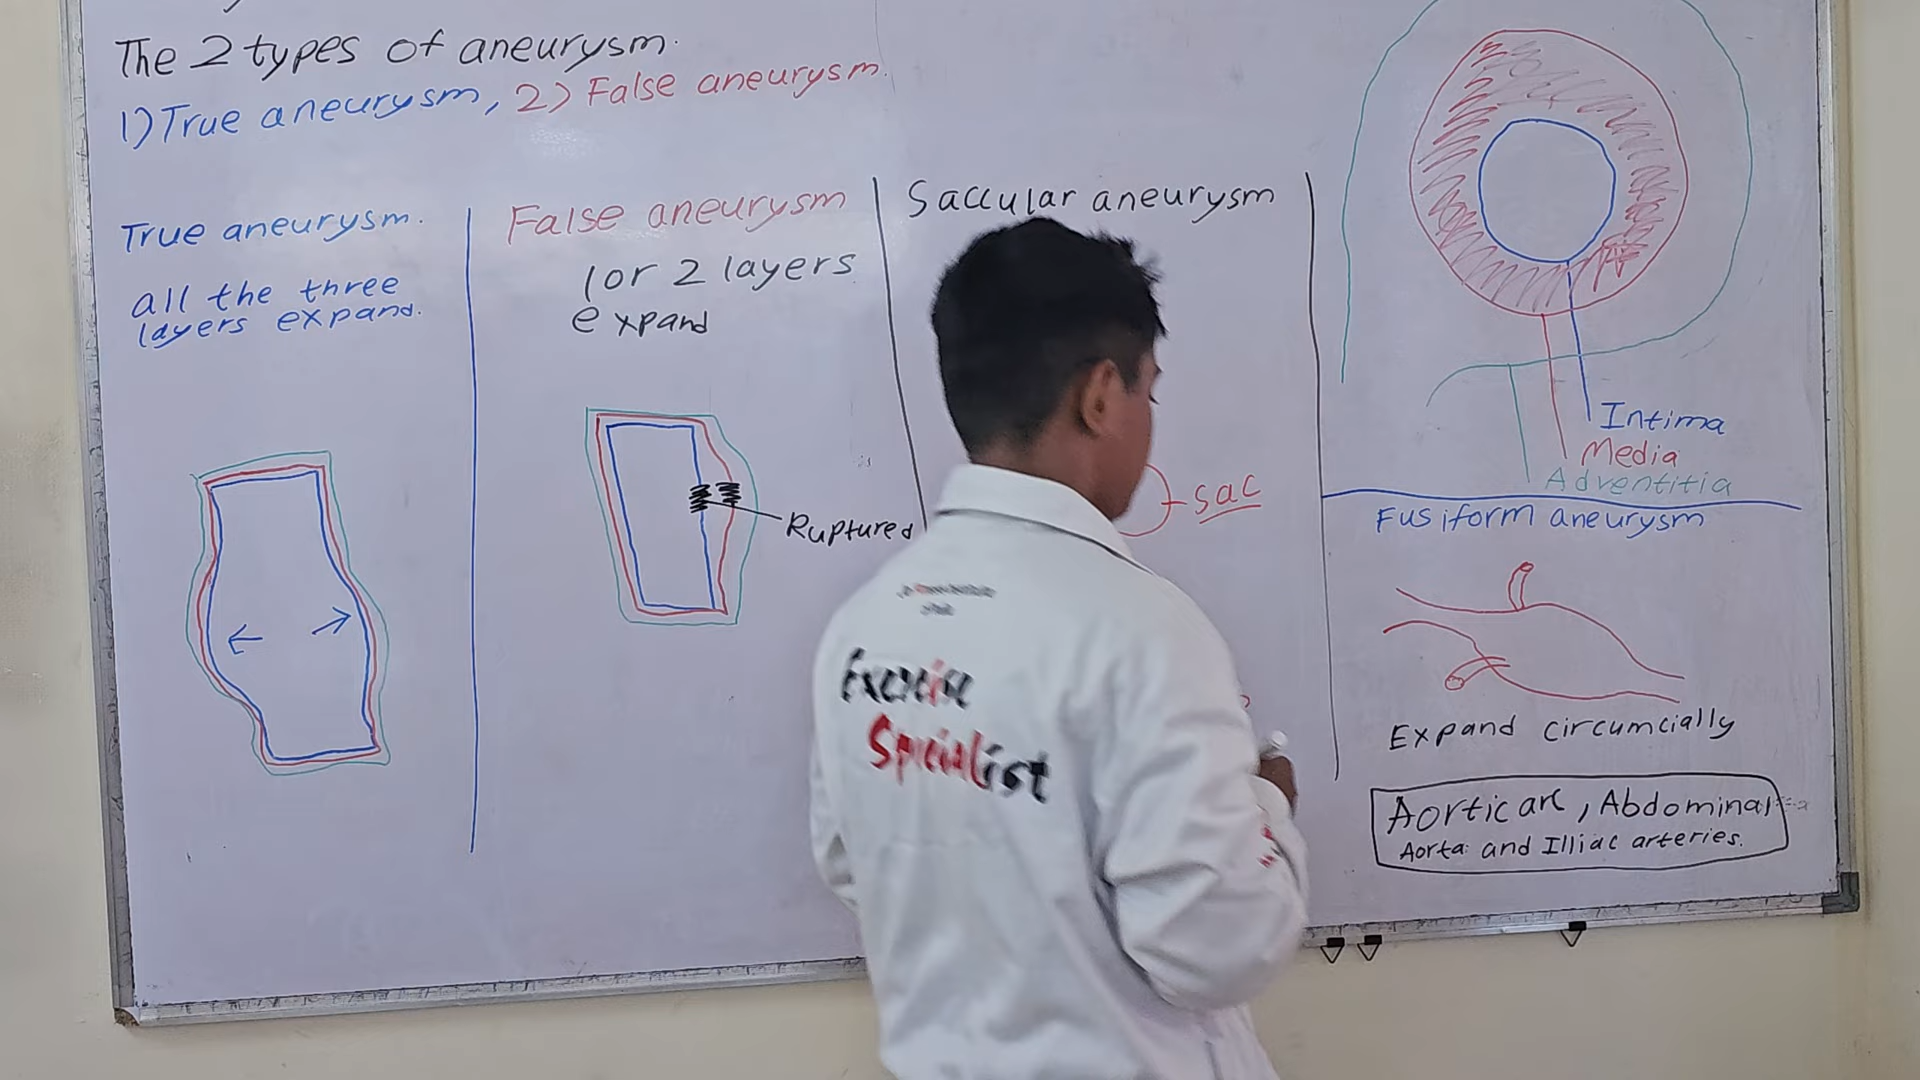 The 2 types of aneurysm.
1) True aneurysm, 2) False aneurysm.
True aneurysm.
all the three
layers expand.
False aneurysm
1 or 2 layers
expand
Ruptured
Saccular aneurysm
sac
Intima
Media
Adventitia
Fusiform aneurysm
Expand circumcially
Aortic arc, Abdominal
Aorta and Illiac arteries.
Exercise
Specialist